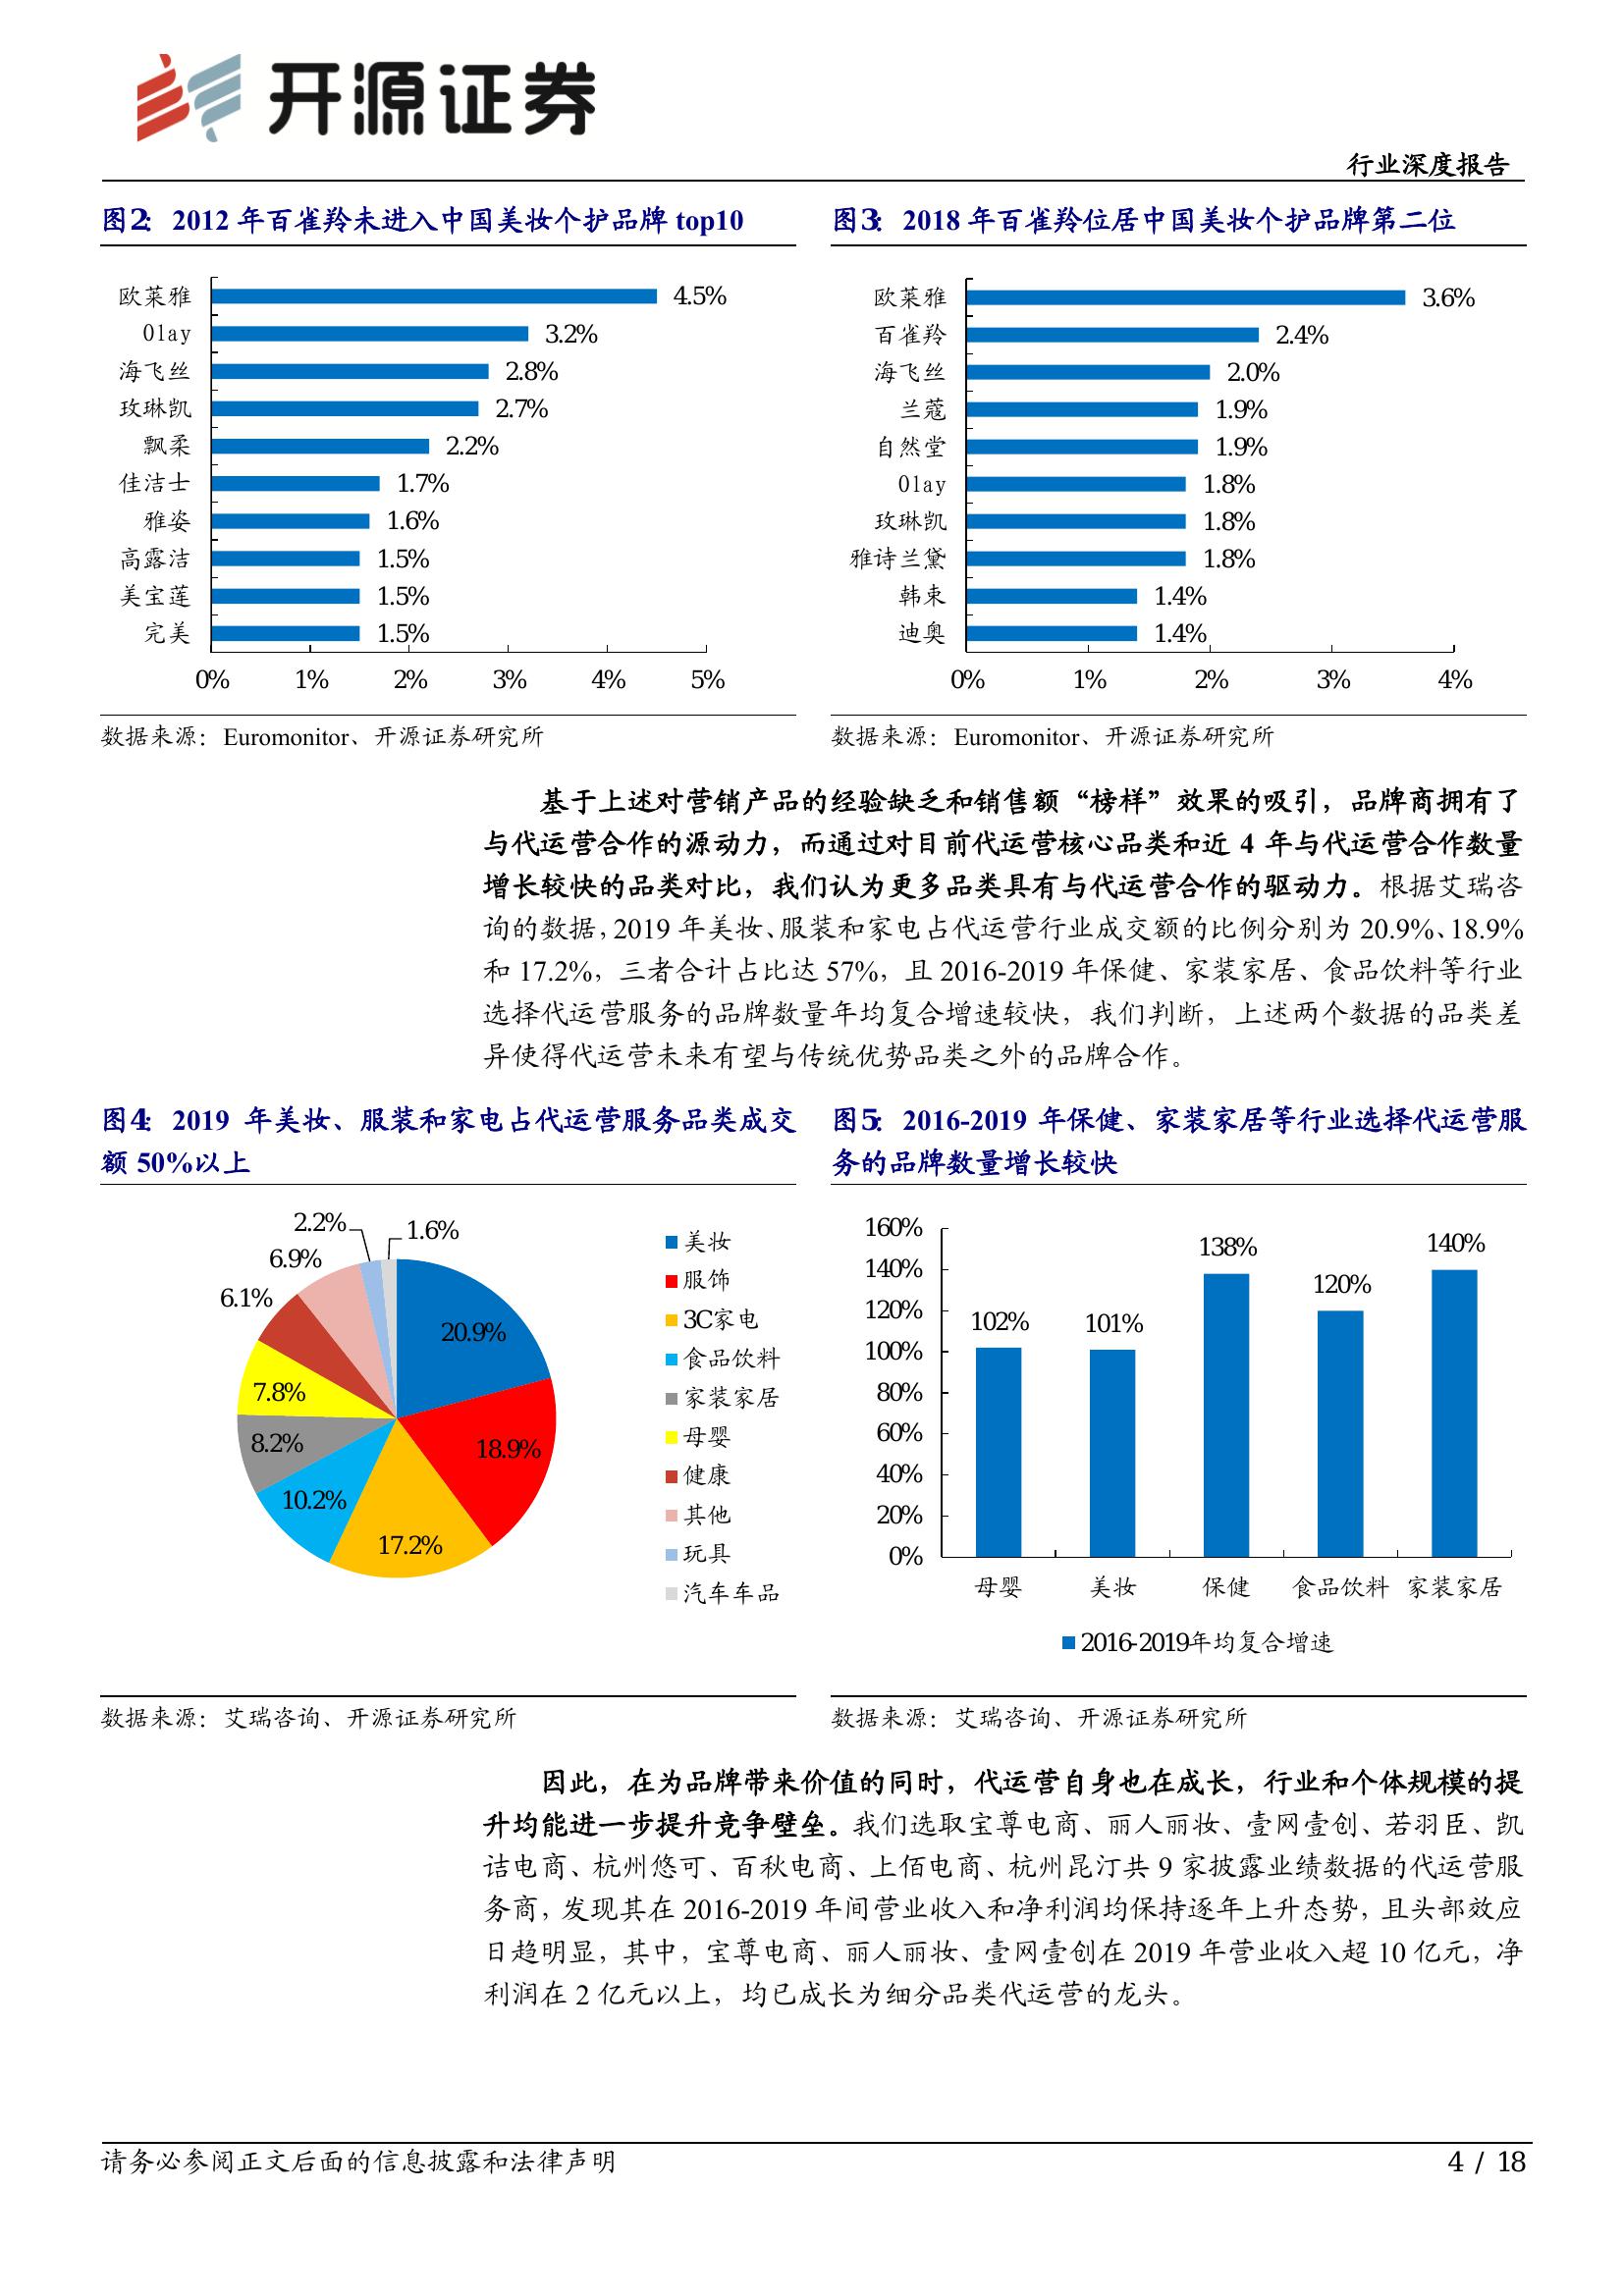 开源证券
行业深度报告
图2：2012 年百雀羚未进入中国美妆个护品牌 top10
欧莱雅 4.5%
Olay 3.2%
海飞丝 2.8%
玫琳凯 2.7%
飘柔 2.2%
佳洁士 1.7%
雅姿 1.6%
高露洁 1.5%
美宝莲 1.5%
完美 1.5%
0% 1% 2% 3% 4% 5%
数据来源：Euromonitor、开源证券研究所
图3：2018 年百雀羚位居中国美妆个护品牌第二位
欧莱雅 3.6%
百雀羚 2.4%
海飞丝 2.0%
兰蔻 1.9%
自然堂 1.9%
Olay 1.8%
玫琳凯 1.8%
雅诗兰黛 1.8%
韩束 1.4%
迪奥 1.4%
0% 1% 2% 3% 4%
数据来源：Euromonitor、开源证券研究所
基于上述对营销产品的经验缺乏和销售额“榜样”效果的吸引，品牌商拥有了
与代运营合作的源动力，而通过对目前代运营核心品类和近 4 年与代运营合作数量
增长较快的品类对比，我们认为更多品类具有与代运营合作的驱动力。根据艾瑞咨
询的数据，2019 年美妆、服装和家电占代运营行业成交额的比例分别为 20.9%、18.9%
和 17.2%，三者合计占比达 57%，且 2016-2019 年保健、家装家居、食品饮料等行业
选择代运营服务的品牌数量年均复合增速较快，我们判断，上述两个数据的品类差
异使得代运营未来有望与传统优势品类之外的品牌合作。
图4：2019 年美妆、服装和家电占代运营服务品类成交
额 50%以上
20.9%
18.9%
17.2%
10.2%
8.2%
7.8%
6.1%
6.9%
2.2%
1.6%
美妆
服饰
3C家电
食品饮料
家装家居
母婴
健康
其他
玩具
汽车车品
数据来源：艾瑞咨询、开源证券研究所
图5：2016-2019 年保健、家装家居等行业选择代运营服
务的品牌数量增长较快
160%
140%
120%
100%
80%
60%
40%
20%
0%
102% 101% 138% 120% 140%
母婴 美妆 保健 食品饮料 家装家居
2016-2019年均复合增速
数据来源：艾瑞咨询、开源证券研究所
因此，在为品牌带来价值的同时，代运营自身也在成长，行业和个体规模的提
升均能进一步提升竞争壁垒。我们选取宝尊电商、丽人丽妆、壹网壹创、若羽臣、凯
诘电商、杭州悠可、百秋电商、上佰电商、杭州昆汀共 9 家披露业绩数据的代运营服
务商，发现其在 2016-2019 年间营业收入和净利润均保持逐年上升态势，且头部效应
日趋明显，其中，宝尊电商、丽人丽妆、壹网壹创在 2019 年营业收入超 10 亿元，净
利润在 2 亿元以上，均已成长为细分品类代运营的龙头。
请务必参阅正文后面的信息披露和法律声明
4 / 18